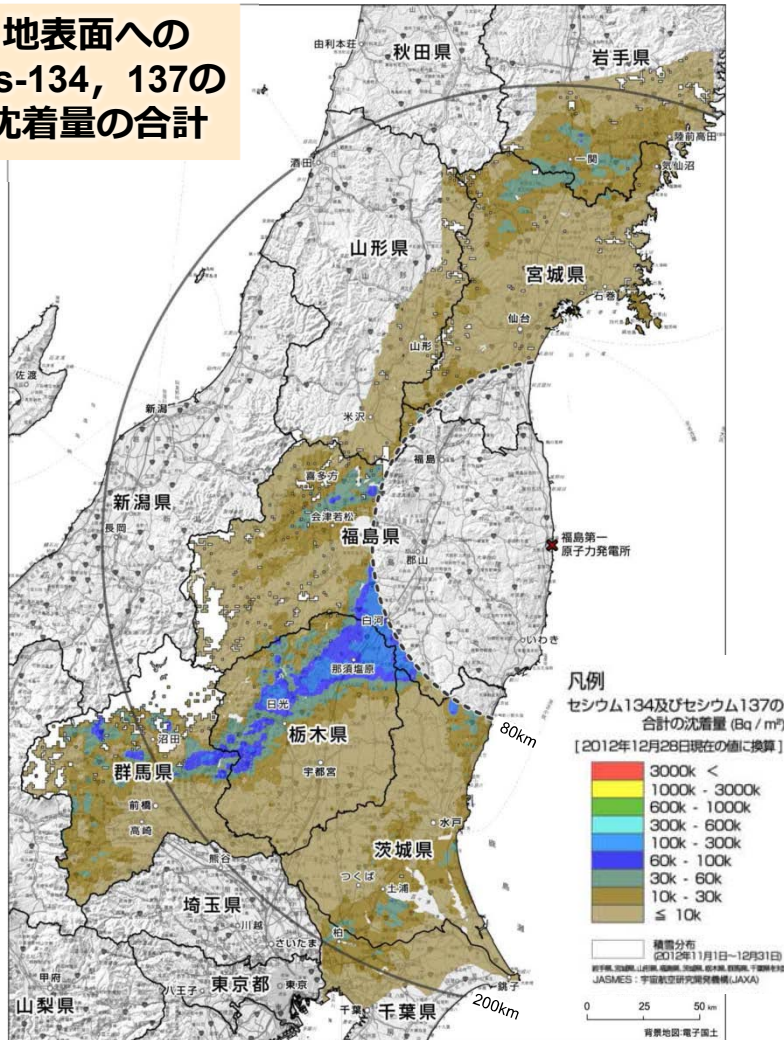 地表面への
s-134，137の
沈着量の合計
由利本荘
秋田県
岩手県
陸前高田
酒田
一関
気仙沼
山形県
宮城県
石巻
仙台
佐渡
山形
新潟
米沢
福島
喜多方
新潟県
会津若松
長岡
福島県
福島第一
原子力発電所
郡山
白河
いわき
那須塩原
日光
80km
沼田
栃木県
群馬県
宇都宮
前橋
高崎
水戸
茨城県
熊谷
つくば
土浦
埼玉県
川越
柏
さいたま
甲府
八王子
東京都
東京
銚子
山梨県
200km
千葉
千葉県
凡例
セシウム134及びセシウム137の
合計の沈着量 (Bq / m²)
[ 2012年12月28日現在の値に換算 ]
3000k <
1000k - 3000k
600k - 1000k
300k - 600k
100k - 300k
60k - 100k
30k - 60k
10k - 30k
≦ 10k
積雪分布
(2012年11月1日～12月31日)
JASMES：宇宙航空研究開発機構(JAXA)
0 25 50 km
背景地図:電子国土